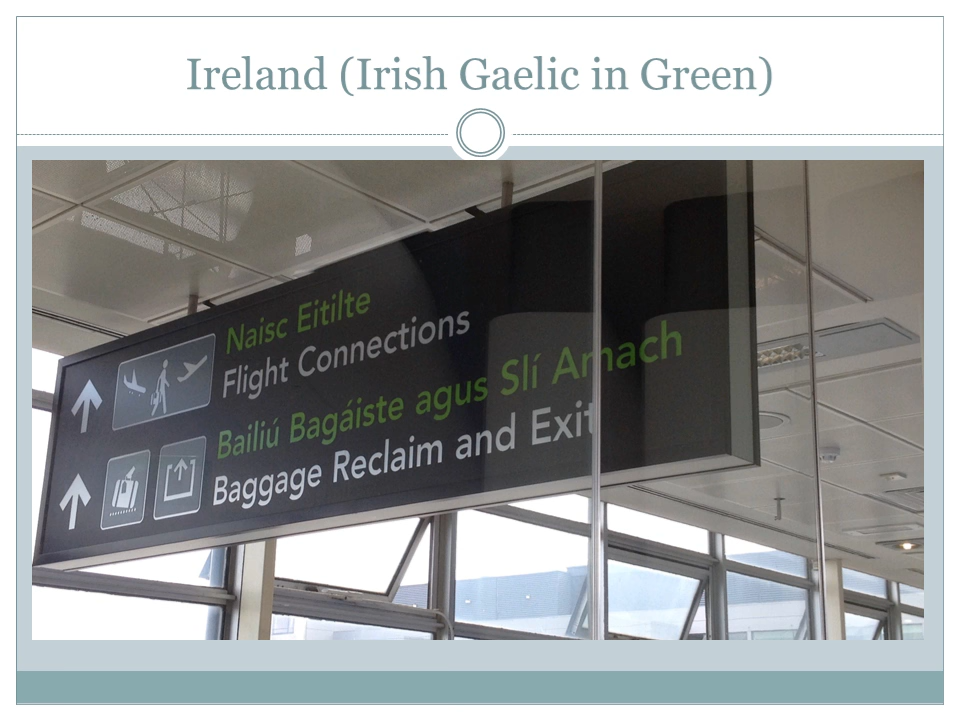 Ireland (Irish Gaelic in Green)
Naisc Eitilte
Flight Connections
Bailiú Bagáiste agus Slí Amach
Baggage Reclaim and Exit